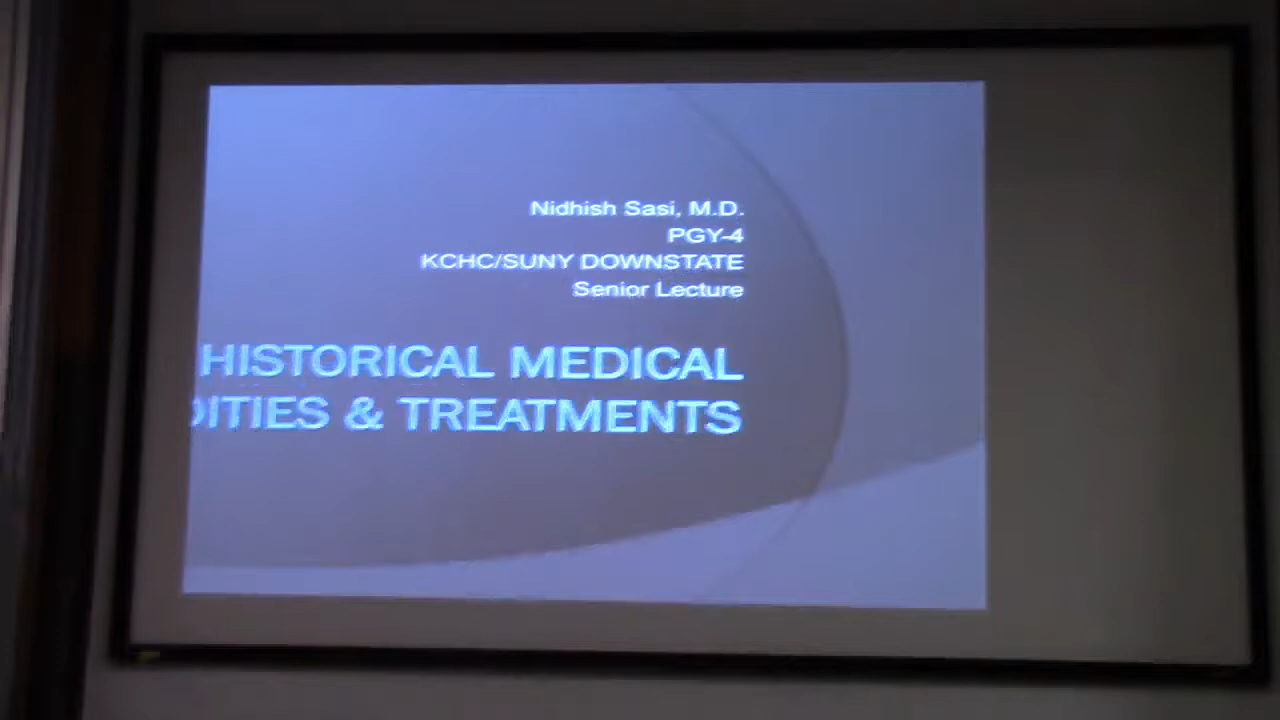 Nidhish Sasi, M.D.
PGY-4
KCHC/SUNY DOWNSTATE
Senior Lecture
HISTORICAL MEDICAL
DITIES & TREATMENTS